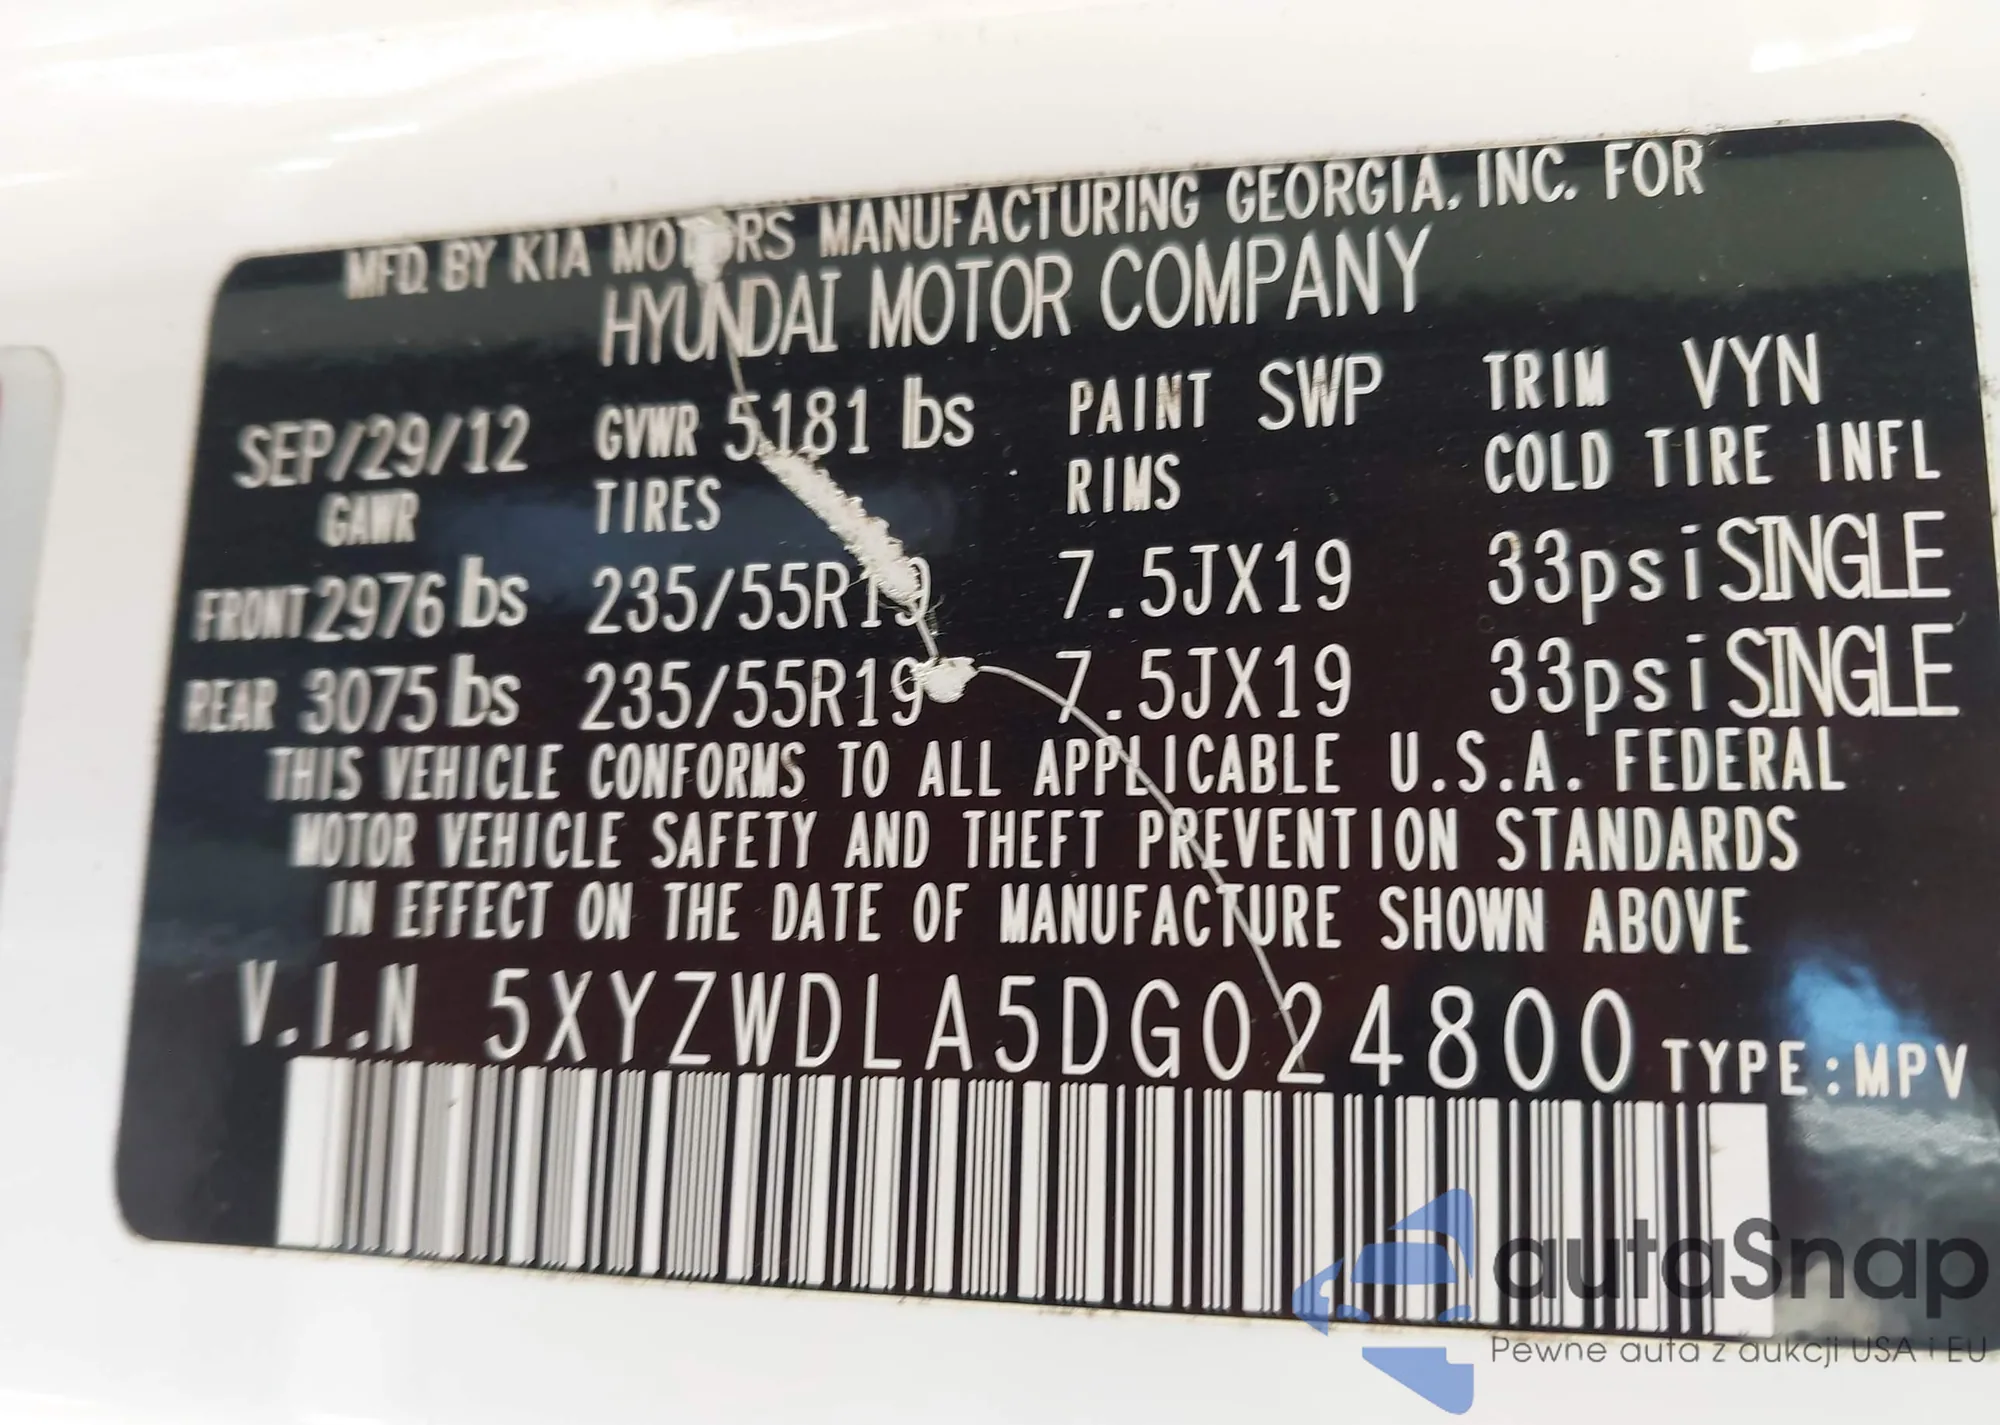 MFD. BY KIA MOTORS MANUFACTURING GEORGIA, INC. FOR
HYUNDAI MOTOR COMPANY
SEP/29/12 GVWR 5181 lbs PAINT SWP TRIM VYN
GAWR TIRES RIMS COLD TIRE INFL
FRONT 2976 lbs 235/55R19 7.5JX19 33psi SINGLE
REAR 3075 lbs 235/55R19 7.5JX19 33psi SINGLE
THIS VEHICLE CONFORMS TO ALL APPLICABLE U.S.A. FEDERAL
MOTOR VEHICLE SAFETY AND THEFT PREVENTION STANDARDS
IN EFFECT ON THE DATE OF MANUFACTURE SHOWN ABOVE
V.I.N 5XYZWDLA5DG024800 TYPE:MPV
autaSnap
Pewne auta z aukcji USA i EU